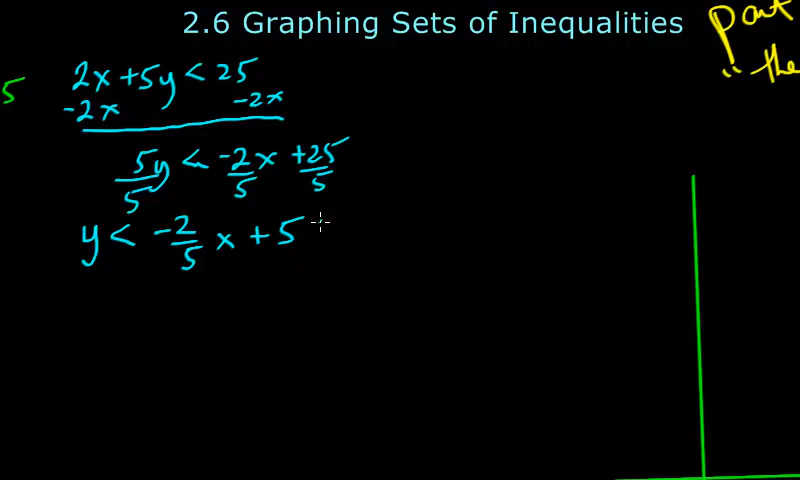 2.6 Graphing Sets of Inequalities
part
" the
5
2x + 5y < 25
-2x -2x
5y/5 < -2/5 x +25/5
y < -2/5 x + 5